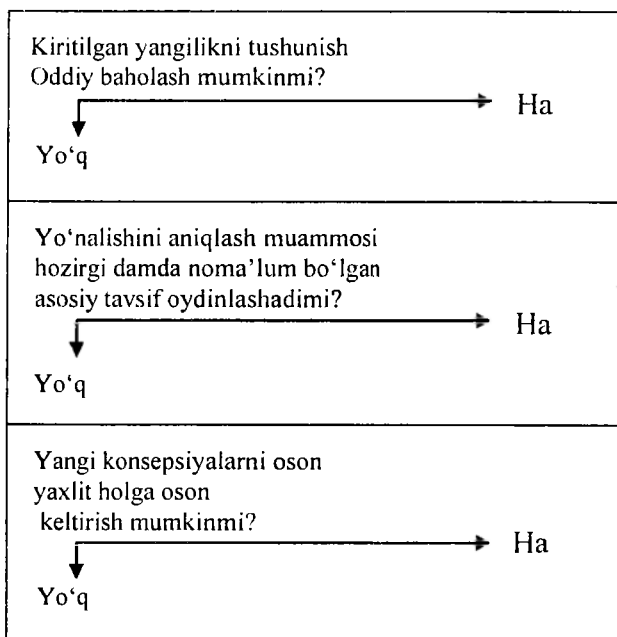 Kiritilgan yangilikni tushunish
Oddiy baholash mumkinmi?
Ha
Yo‘q
Yo‘nalishini aniqlash muammosi
hozirgi damda noma’lum bo‘lgan
asosiy tavsif oydinlashadimi?
Ha
Yo‘q
Yangi konsepsiyalarni oson
yaxlit holga oson
keltirish mumkinmi?
Ha
Yo‘q